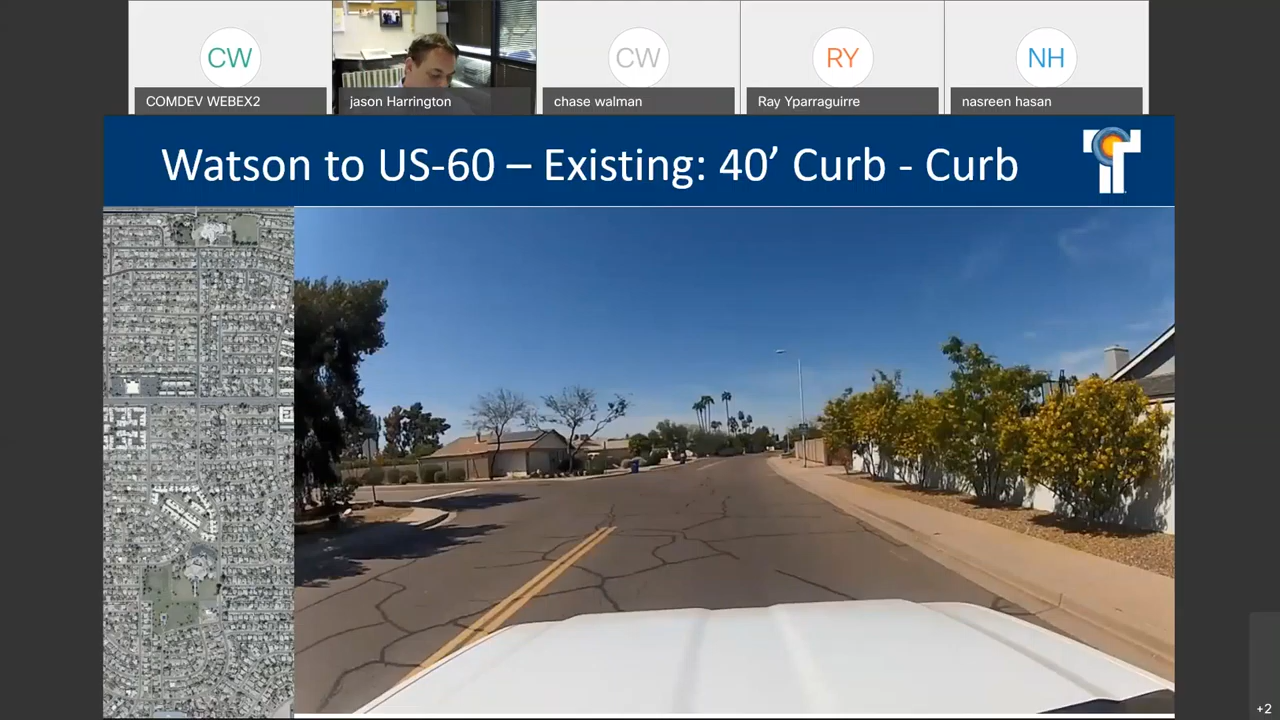 CW
CW
RY
NH
COMDEV WEBEX2
jason Harrington
chase walman
Ray Yparraguirre
nasreen hasan
Watson to US-60 – Existing: 40’ Curb - Curb
+2